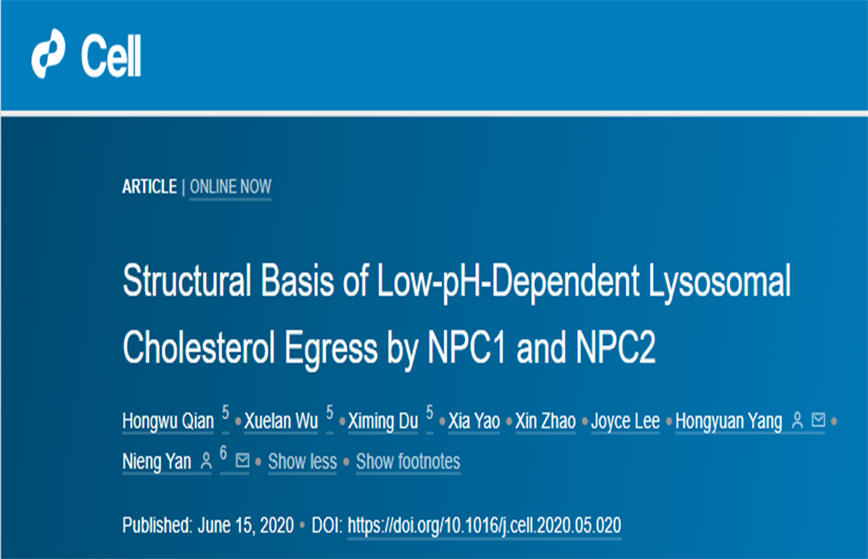 Cell
ARTICLE | ONLINE NOW
Structural Basis of Low-pH-Dependent Lysosomal
Cholesterol Egress by NPC1 and NPC2
Hongwu Qian 5 • Xuelan Wu 5 • Ximing Du 5 • Xia Yao • Xin Zhao • Joyce Lee • Hongyuan Yang •
Nieng Yan 6 • Show less • Show footnotes
Published: June 15, 2020 • DOI: https://doi.org/10.1016/j.cell.2020.05.020